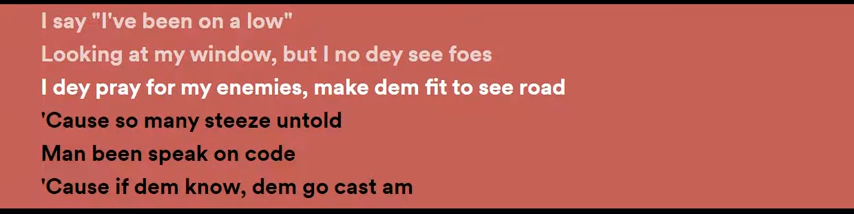 I say "I've been on a low"
Looking at my window, but I no dey see foes
I dey pray for my enemies, make dem fit to see road
'Cause so many steeze untold
Man been speak on code
'Cause if dem know, dem go cast am